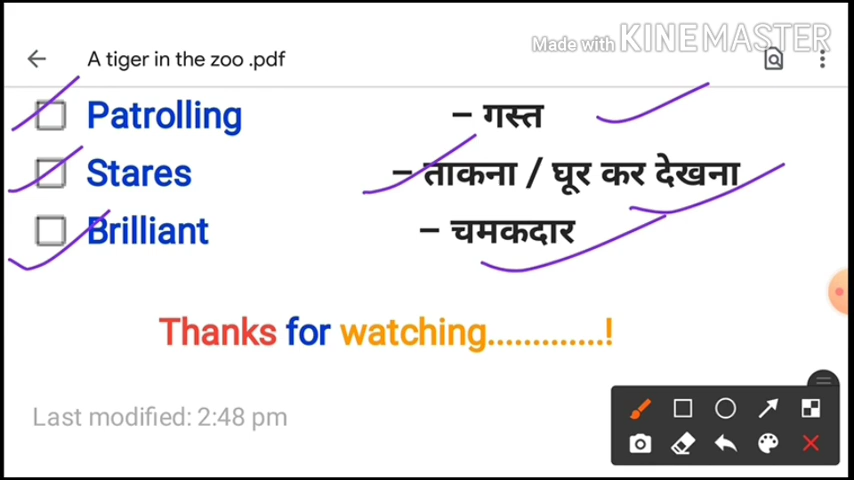 Made with KINEMASTER
A tiger in the zoo .pdf
Patrolling – गस्त
Stares – ताकना / घूर कर देखना
Brilliant – चमकदार
Thanks for watching.............!
Last modified: 2:48 pm